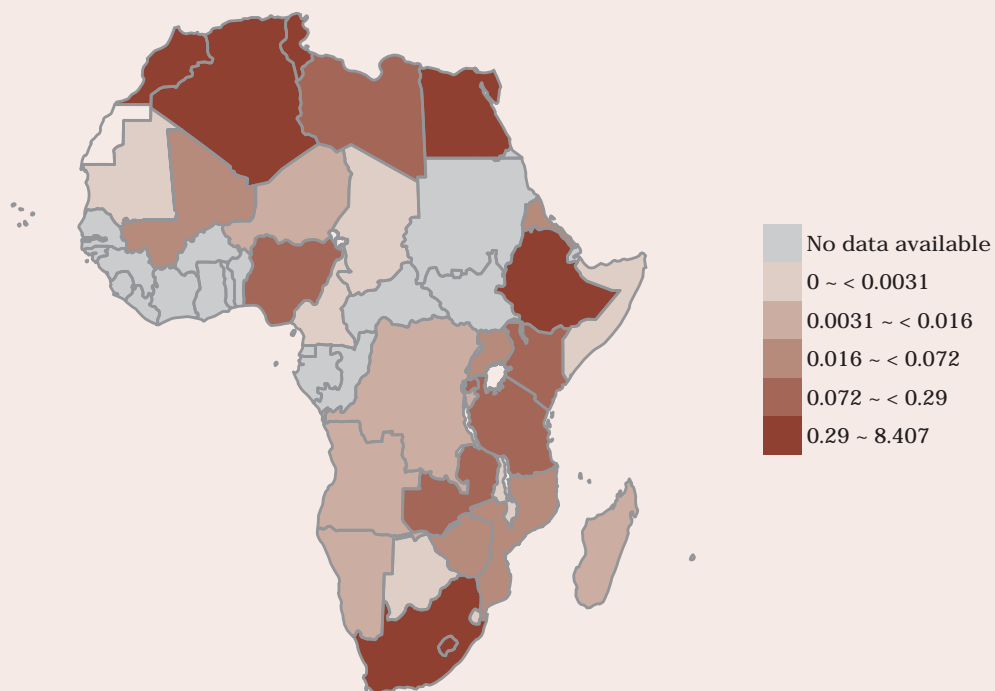 No data available
0 ~ < 0.0031
0.0031 ~ < 0.016
0.016 ~ < 0.072
0.072 ~ < 0.29
0.29 ~ 8.407